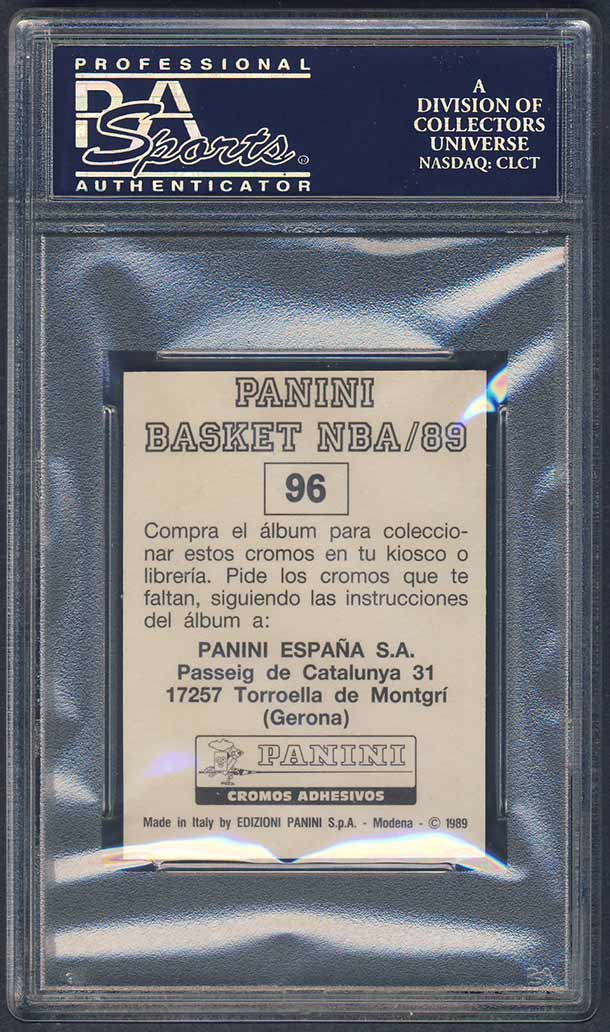 PROFESSIONAL
PSA
Sports®
AUTHENTICATOR
A
DIVISION OF
COLLECTORS
UNIVERSE
NASDAQ: CLCT
PANINI
BASKET NBA/89
96
Compra el álbum para coleccio-
nar estos cromos en tu kiosco o
librería. Pide los cromos que te
faltan, siguiendo las instrucciones
del álbum a:
PANINI ESPAÑA S.A.
Passeig de Catalunya 31
17257 Torroella de Montgrí
(Gerona)
PANINI
CROMOS ADHESIVOS
Made in Italy by EDIZIONI PANINI S.p.A. - Modena - © 1989